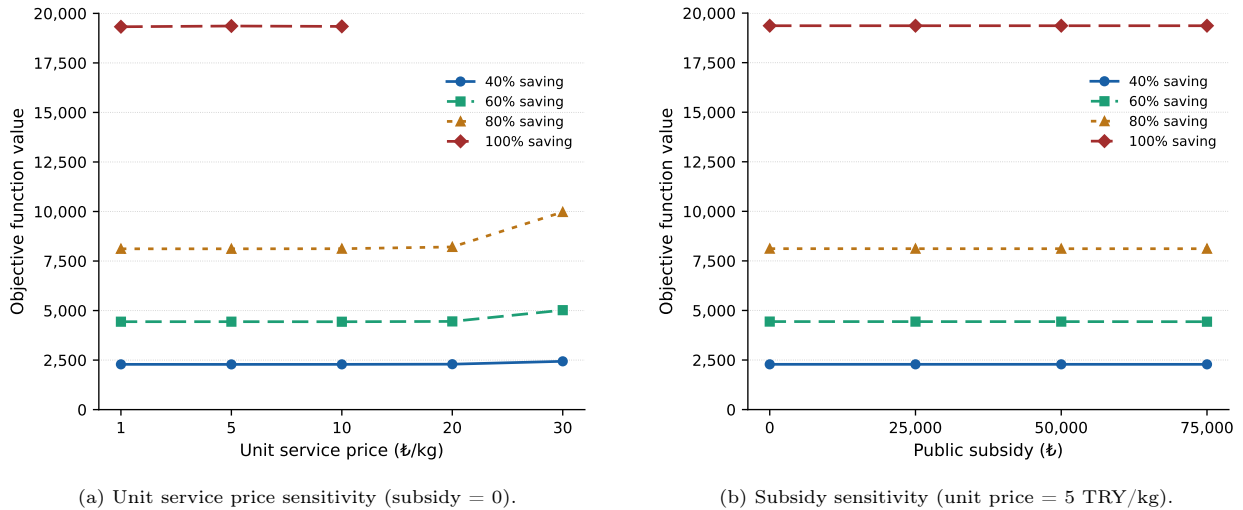 20,000
17,500
15,000
12,500
10,000
7,500
5,000
2,500
0
Objective function value
40% saving
60% saving
80% saving
100% saving
1 5 10 20 30
Unit service price (₺/kg)
(a) Unit service price sensitivity (subsidy = 0).
20,000
17,500
15,000
12,500
10,000
7,500
5,000
2,500
0
Objective function value
40% saving
60% saving
80% saving
100% saving
0 25,000 50,000 75,000
Public subsidy (₺)
(b) Subsidy sensitivity (unit price = 5 TRY/kg).